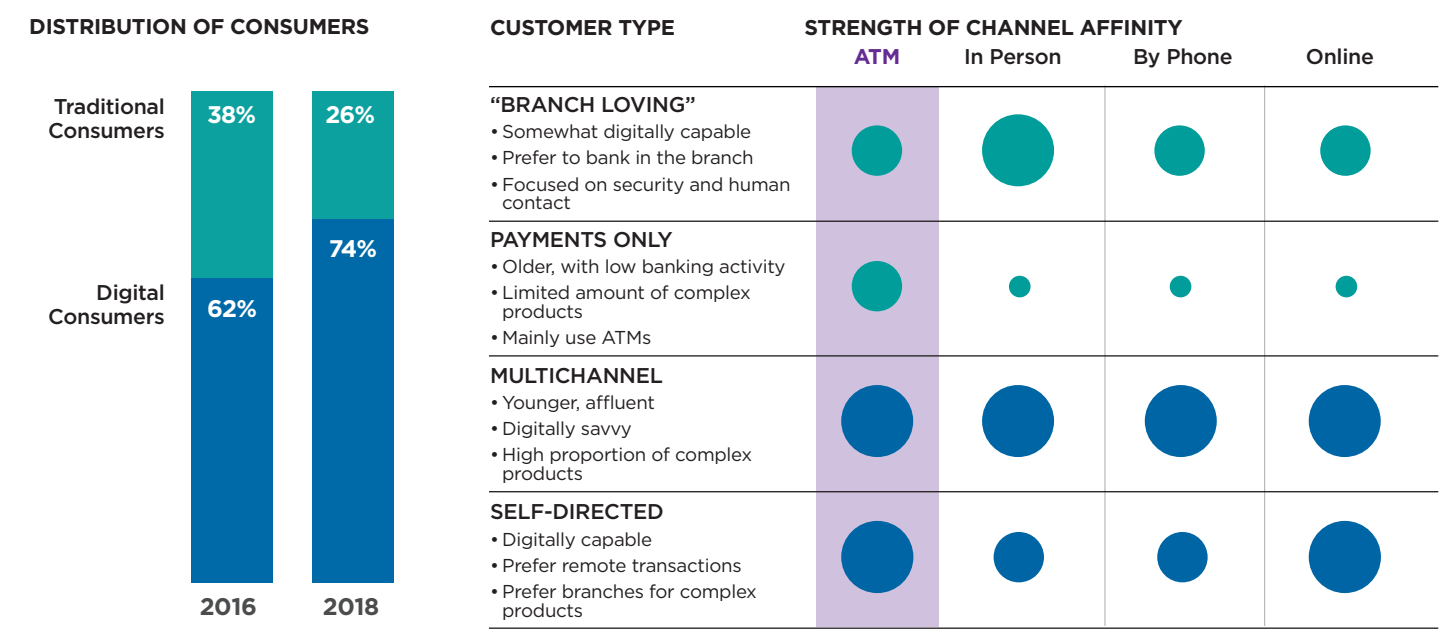 DISTRIBUTION OF CONSUMERS
Traditional
Consumers
38%
26%
Digital
Consumers
62%
74%
2016
2018
CUSTOMER TYPE
STRENGTH OF CHANNEL AFFINITY
ATM
In Person
By Phone
Online
“BRANCH LOVING”
• Somewhat digitally capable
• Prefer to bank in the branch
• Focused on security and human
contact
PAYMENTS ONLY
• Older, with low banking activity
• Limited amount of complex
products
• Mainly use ATMs
MULTICHANNEL
• Younger, affluent
• Digitally savvy
• High proportion of complex
products
SELF-DIRECTED
• Digitally capable
• Prefer remote transactions
• Prefer branches for complex
products